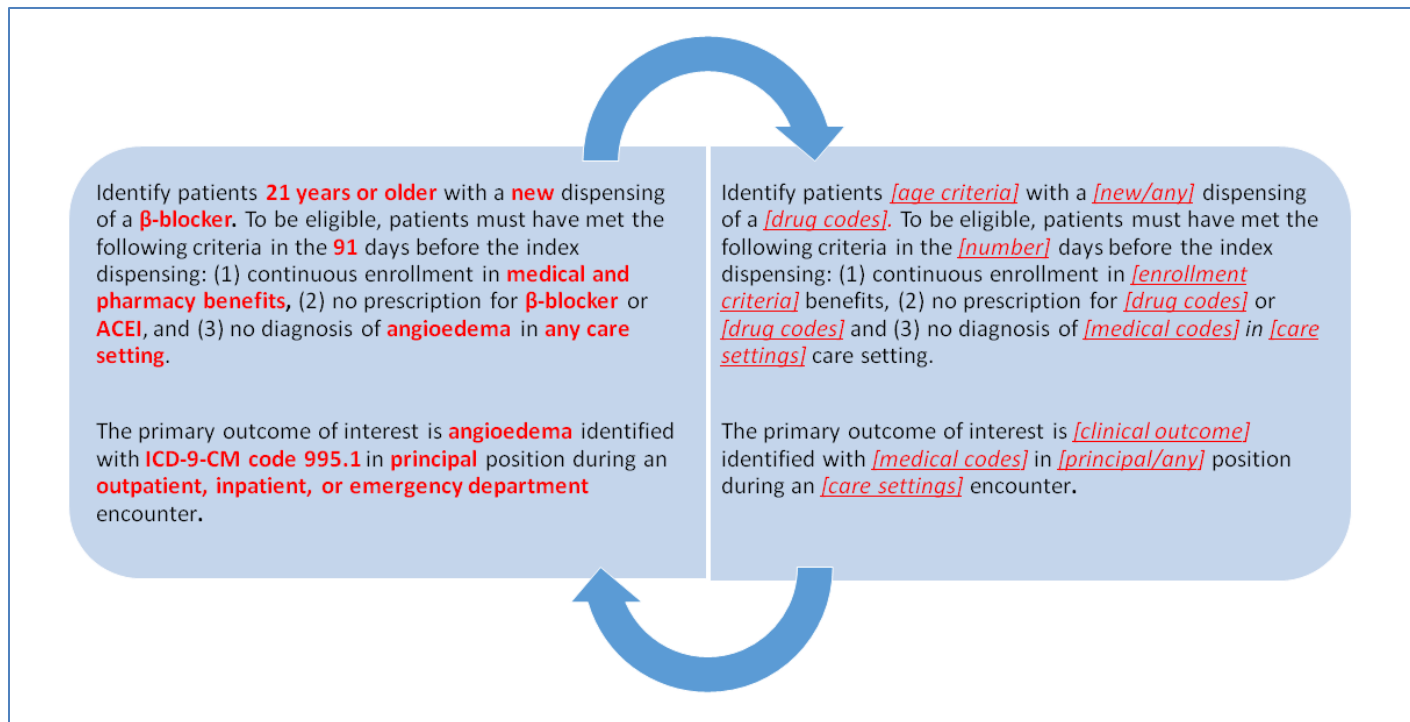 Identify patients 21 years or older with a new dispensing
of a β-blocker. To be eligible, patients must have met the
following criteria in the 91 days before the index
dispensing: (1) continuous enrollment in medical and
pharmacy benefits, (2) no prescription for β-blocker or
ACEI, and (3) no diagnosis of angioedema in any care
setting.
The primary outcome of interest is angioedema identified
with ICD-9-CM code 995.1 in principal position during an
outpatient, inpatient, or emergency department
encounter.
Identify patients [age criteria] with a [new/any] dispensing
of a [drug codes]. To be eligible, patients must have met the
following criteria in the [number] days before the index
dispensing: (1) continuous enrollment in [enrollment
criteria] benefits, (2) no prescription for [drug codes] or
[drug codes] and (3) no diagnosis of [medical codes] in [care
settings] care setting.
The primary outcome of interest is [clinical outcome]
identified with [medical codes] in [principal/any] position
during an [care settings] encounter.